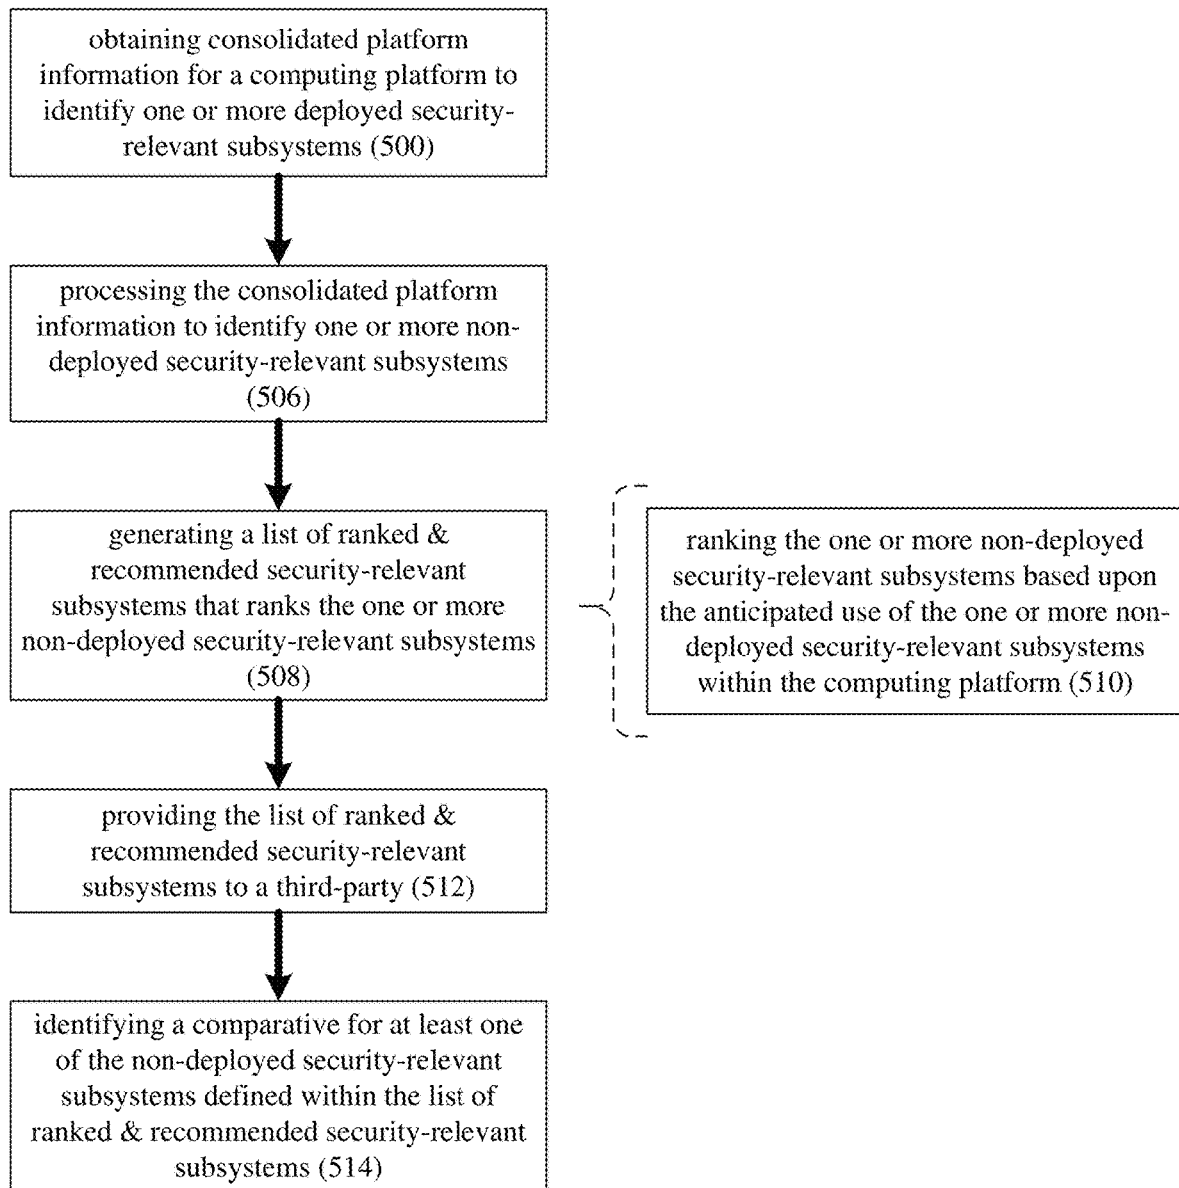 obtaining consolidated platform
information for a computing platform to
identify one or more deployed security-
relevant subsystems (500)
processing the consolidated platform
information to identify one or more non-
deployed security-relevant subsystems
(506)
generating a list of ranked &
recommended security-relevant
subsystems that ranks the one or more
non-deployed security-relevant subsystems
(508)
ranking the one or more non-deployed
security-relevant subsystems based upon
the anticipated use of the one or more non-
deployed security-relevant subsystems
within the computing platform (510)
providing the list of ranked &
recommended security-relevant
subsystems to a third-party (512)
identifying a comparative for at least one
of the non-deployed security-relevant
subsystems defined within the list of
ranked & recommended security-relevant
subsystems (514)